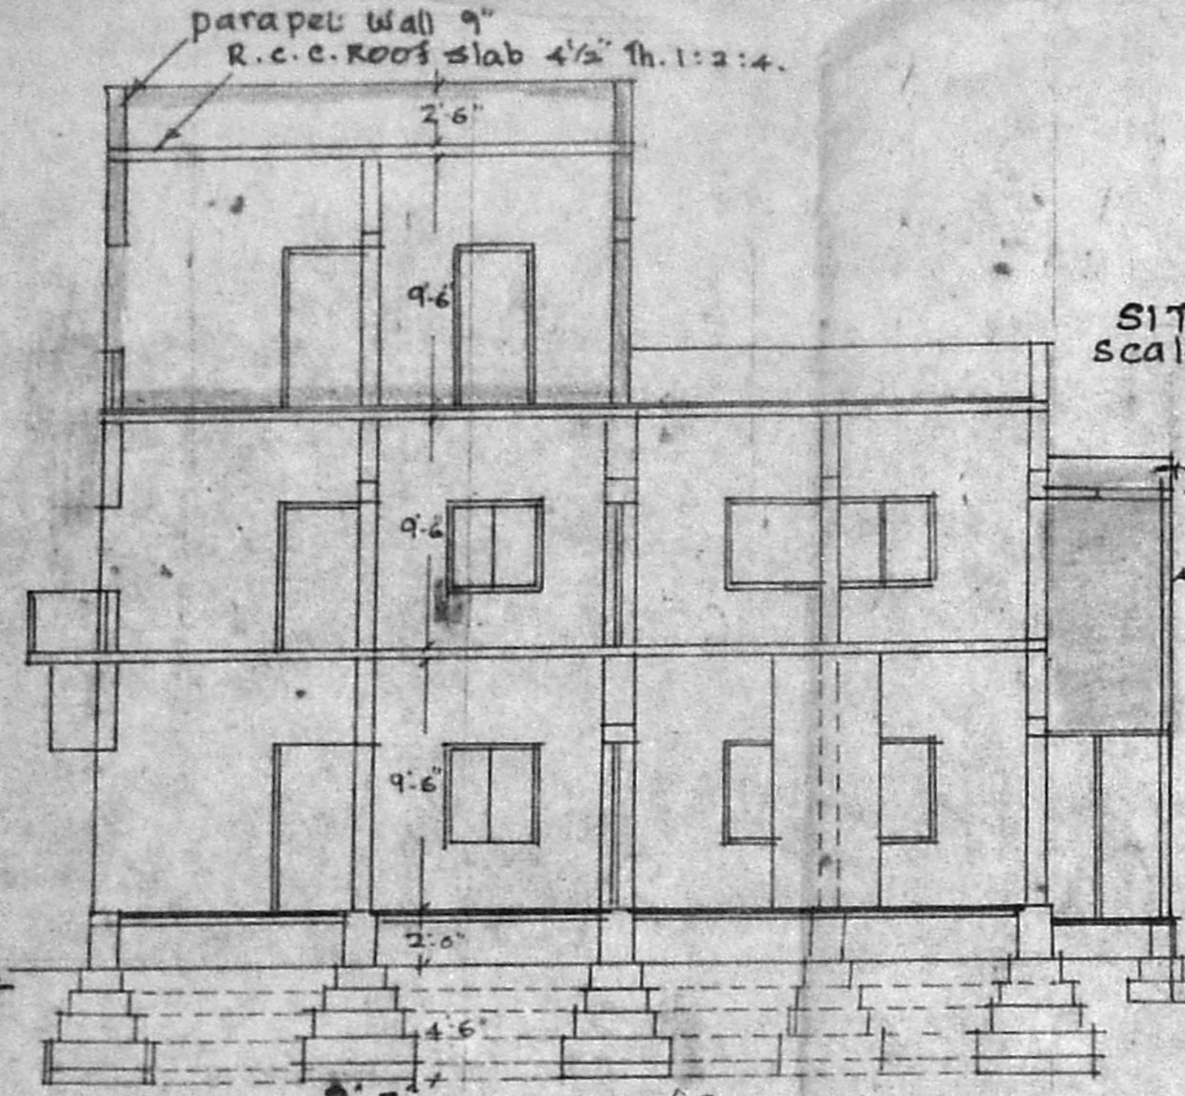 parapet wall 9"
R.C.C. Roof slab 4½" Th. 1:2:4.
2'-6"
9'-6"
SIT
scal
9'-6"
9'-6"
2'-0"
4'-6"